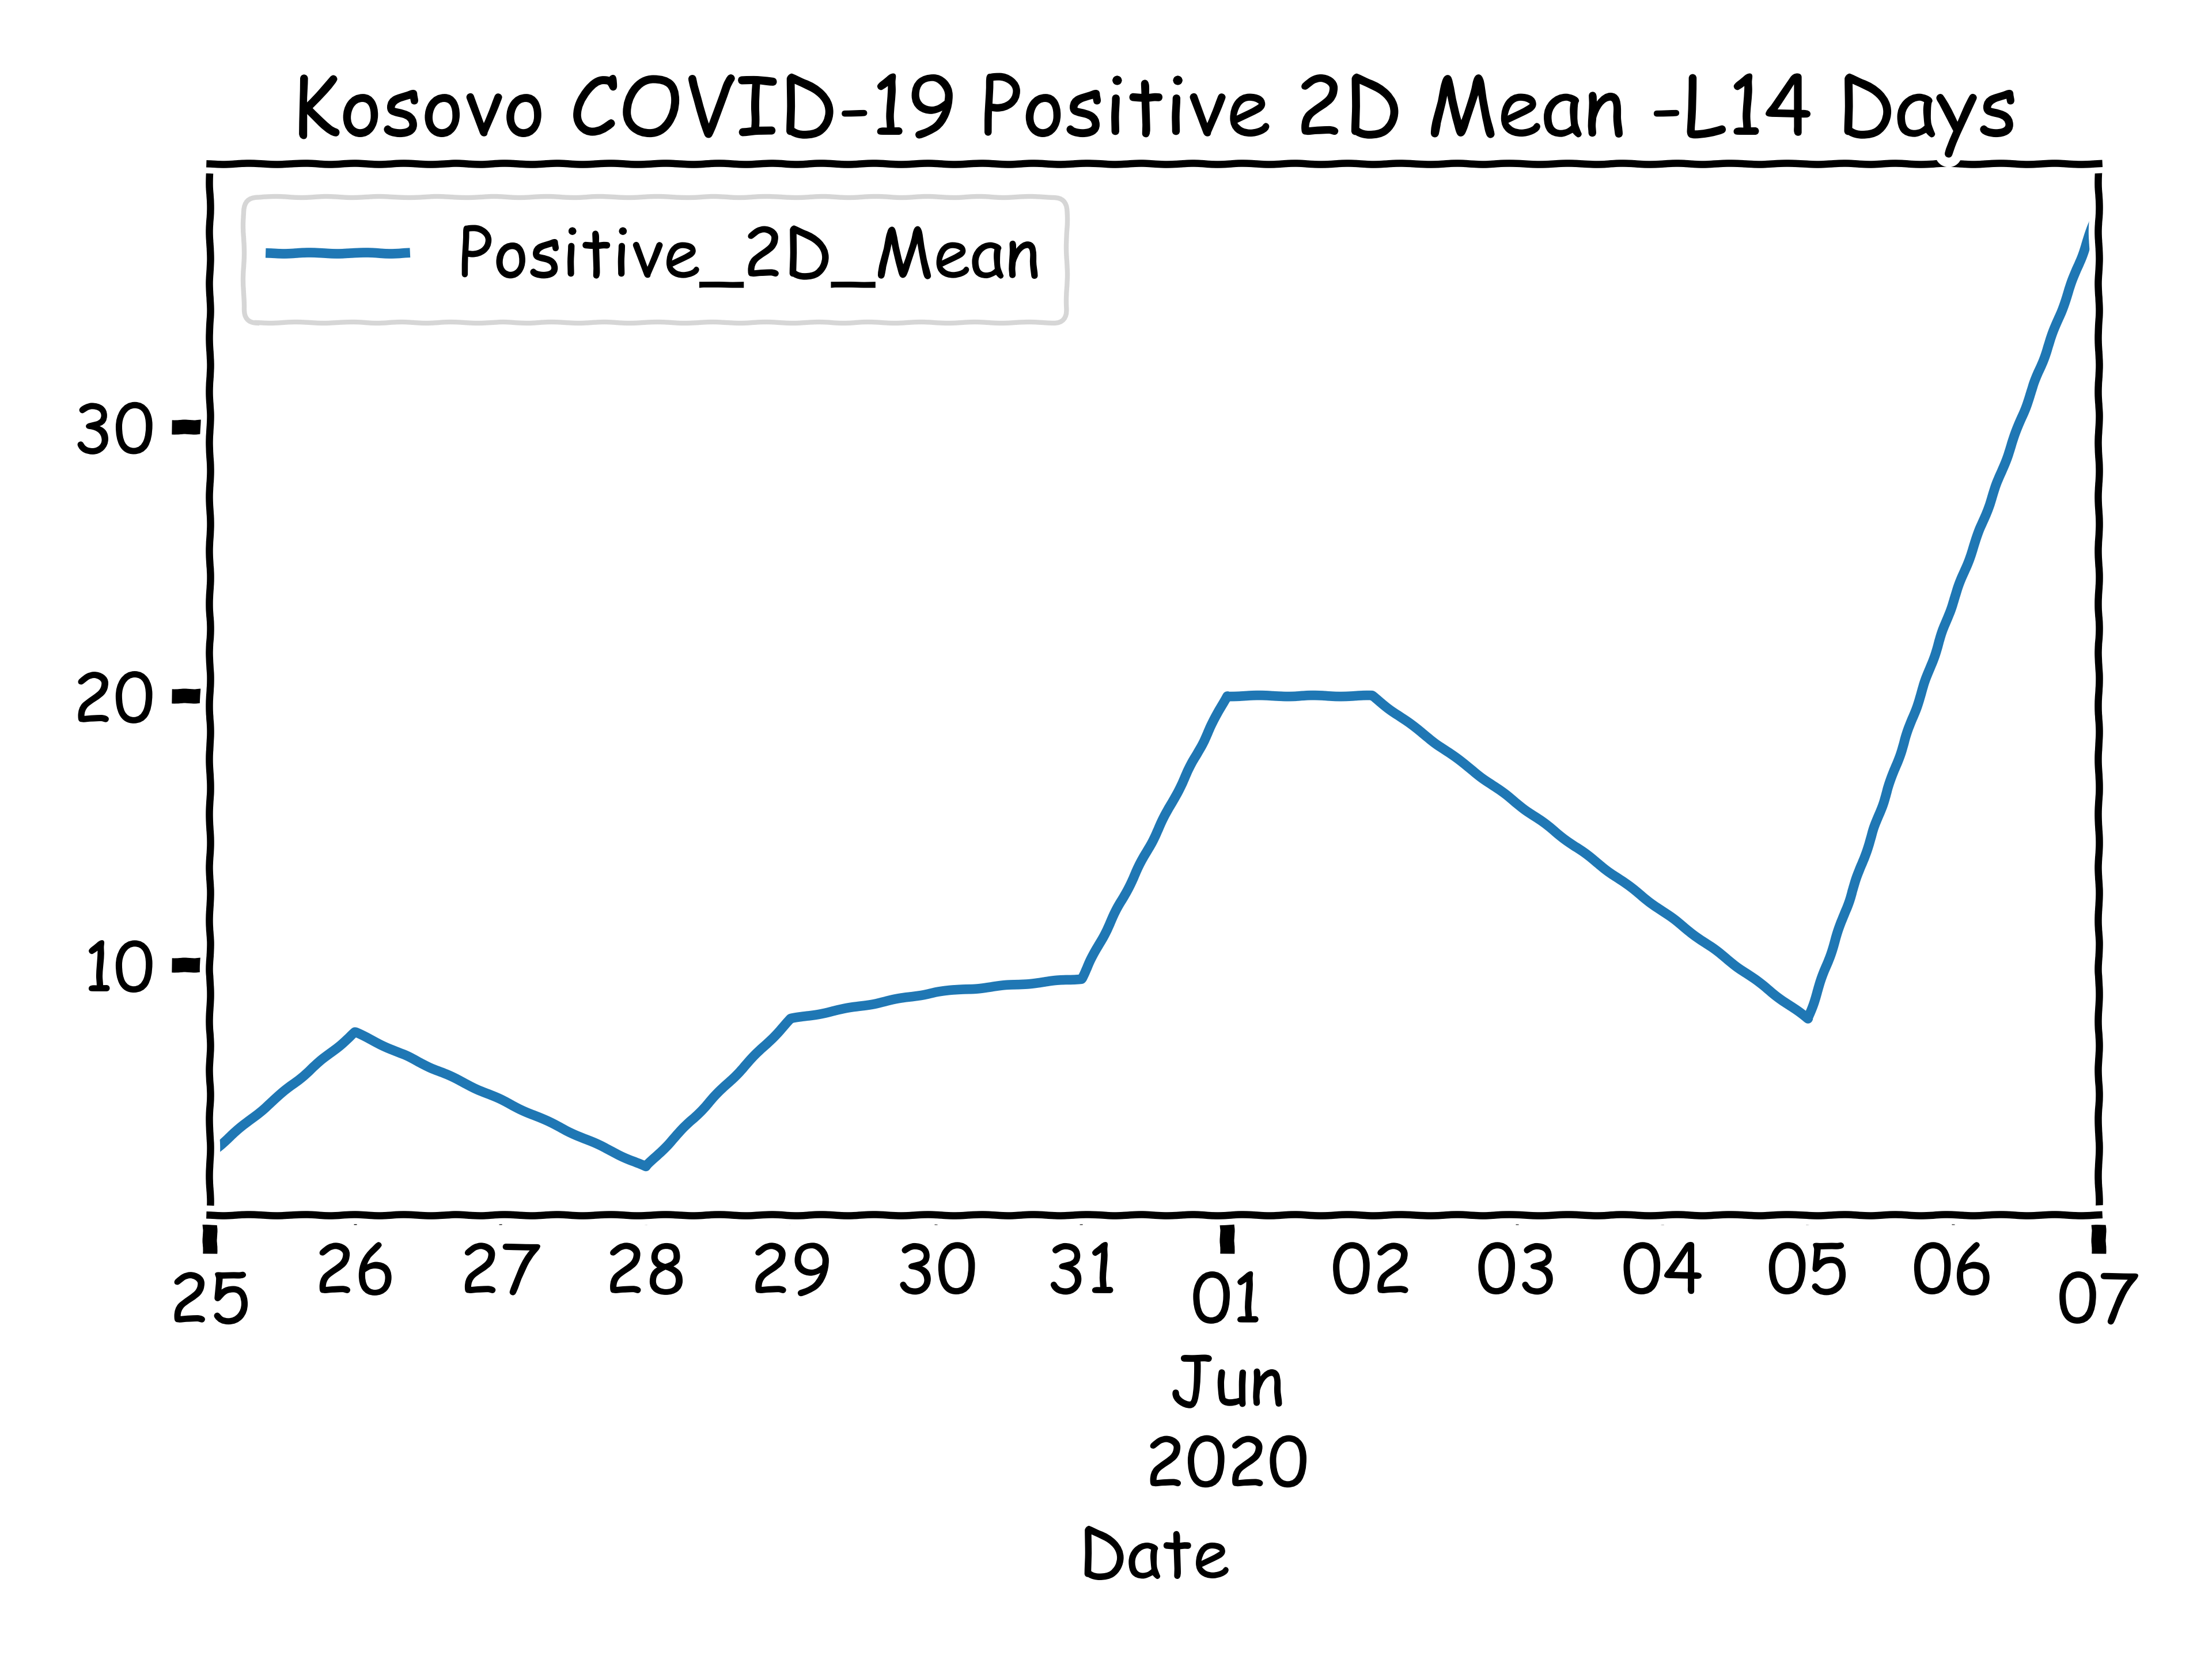 Kosovo COVID-19 Positive 2D Mean -L14 Days
Positive_2D_Mean
30
20
10
25 26 27 28 29 30 31 01 02 03 04 05 06 07
Jun
2020
Date